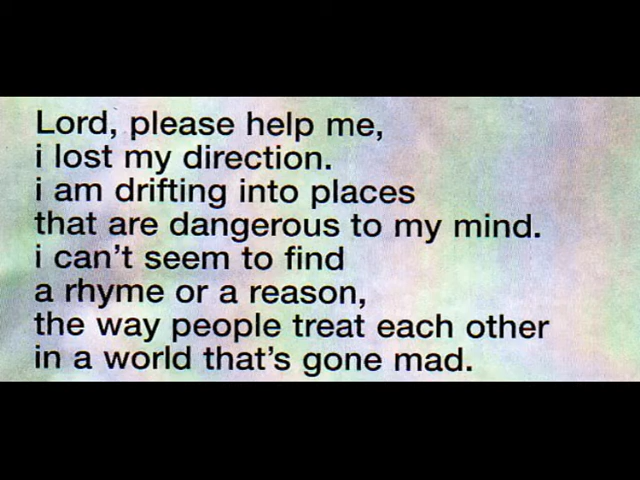 Lord, please help me,
i lost my direction.
i am drifting into places
that are dangerous to my mind.
i can't seem to find
a rhyme or a reason,
the way people treat each other
in a world that's gone mad.